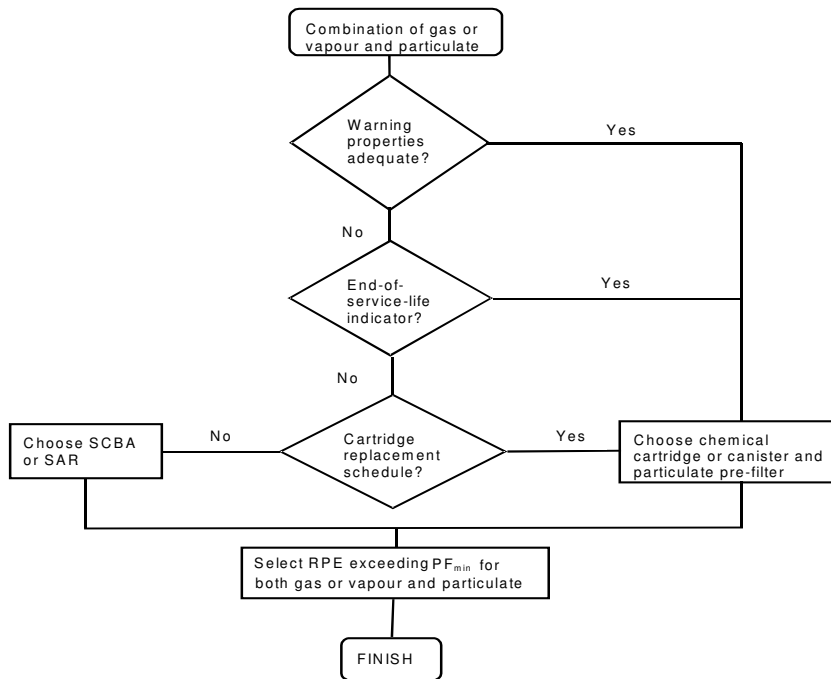 Combination of gas or
vapour and particulate
Warning
properties
adequate?
Yes
No
End-of-
service-life
indicator?
Yes
No
Choose SCBA
or SAR
No
Cartridge
replacement
schedule?
Yes
Choose chemical
cartridge or canister and
particulate pre-filter
Select RPE exceeding PFmin for
both gas or vapour and particulate
FINISH